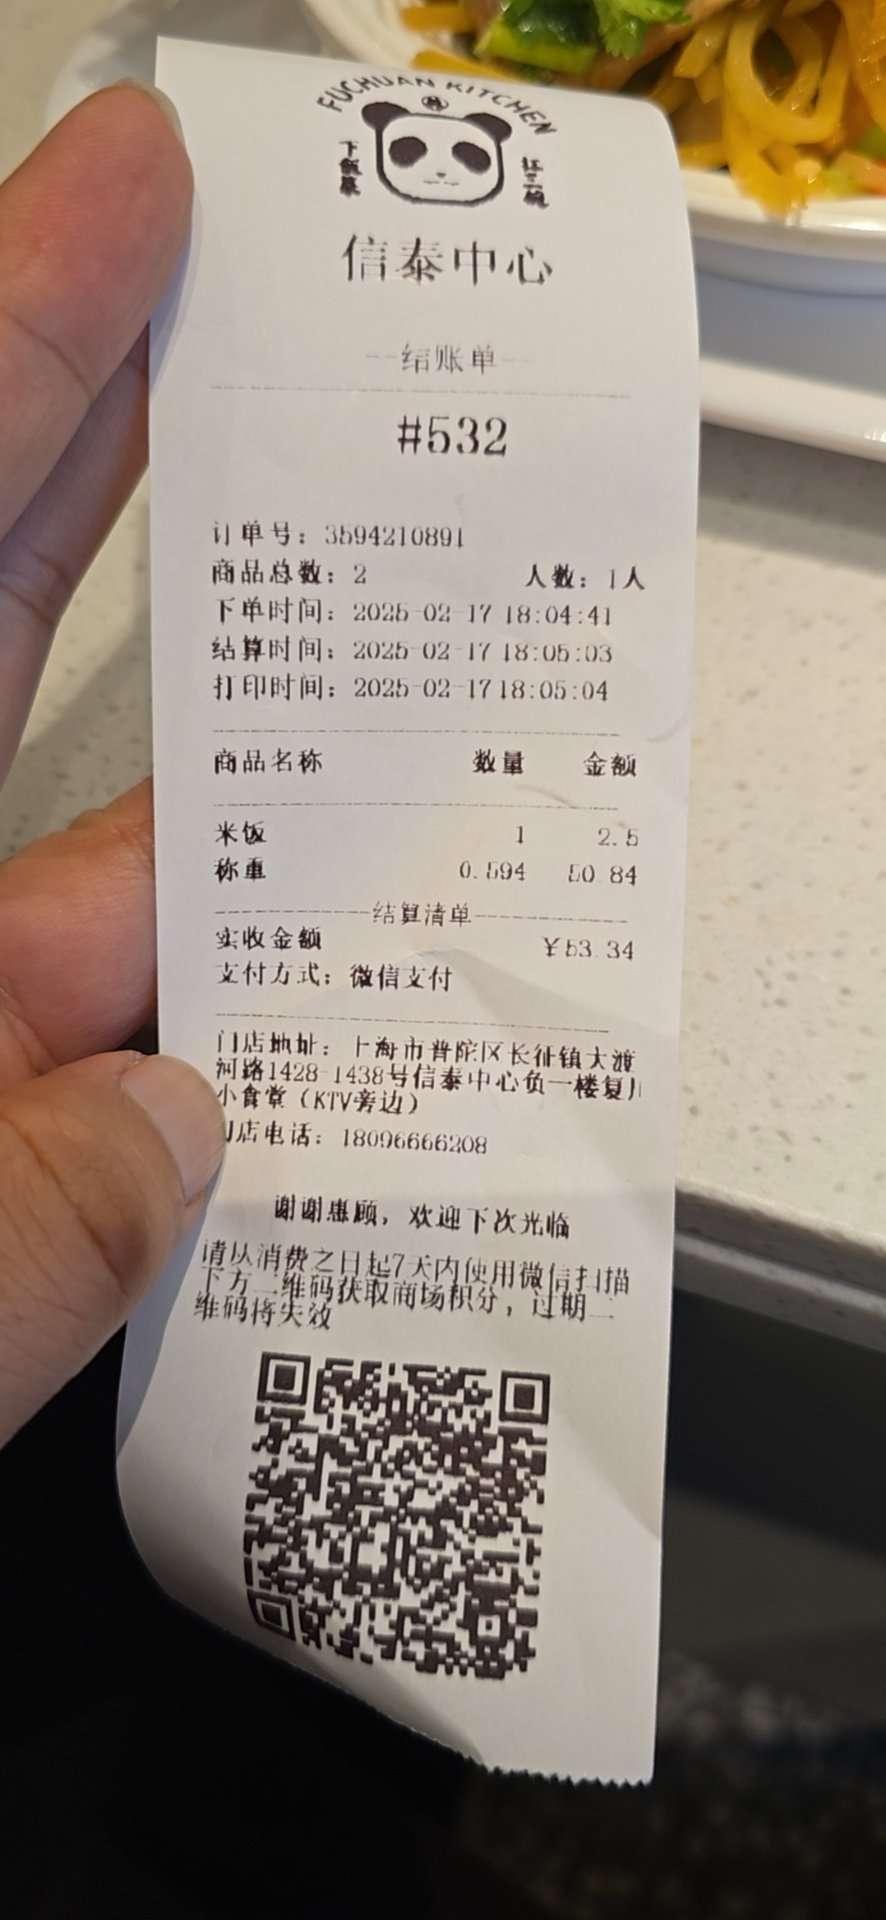 FUCHUAN KITCHEN
下飯菜
扛三碗
信泰中心
--结账单--
#532
订单号：3594210891
商品总数：2 人数：1人
下单时间：2025-02-17 18:04:41
结算时间：2025-02-17 18:05:03
打印时间：2025-02-17 18:05:04
商品名称 数量 金额
米饭 1 2.5
称重 0.594 50.84
结算清单
实收金额 ￥53.34
支付方式：微信支付
门店地址：上海市普陀区长征镇大渡
河路1428-1438号信泰中心负一楼复川
小食堂（KTV旁边）
门店电话：18096666208
谢谢惠顾，欢迎下次光临
请从消费之日起7天内使用微信扫描
下方二维码获取商场积分，过期二
维码将失效